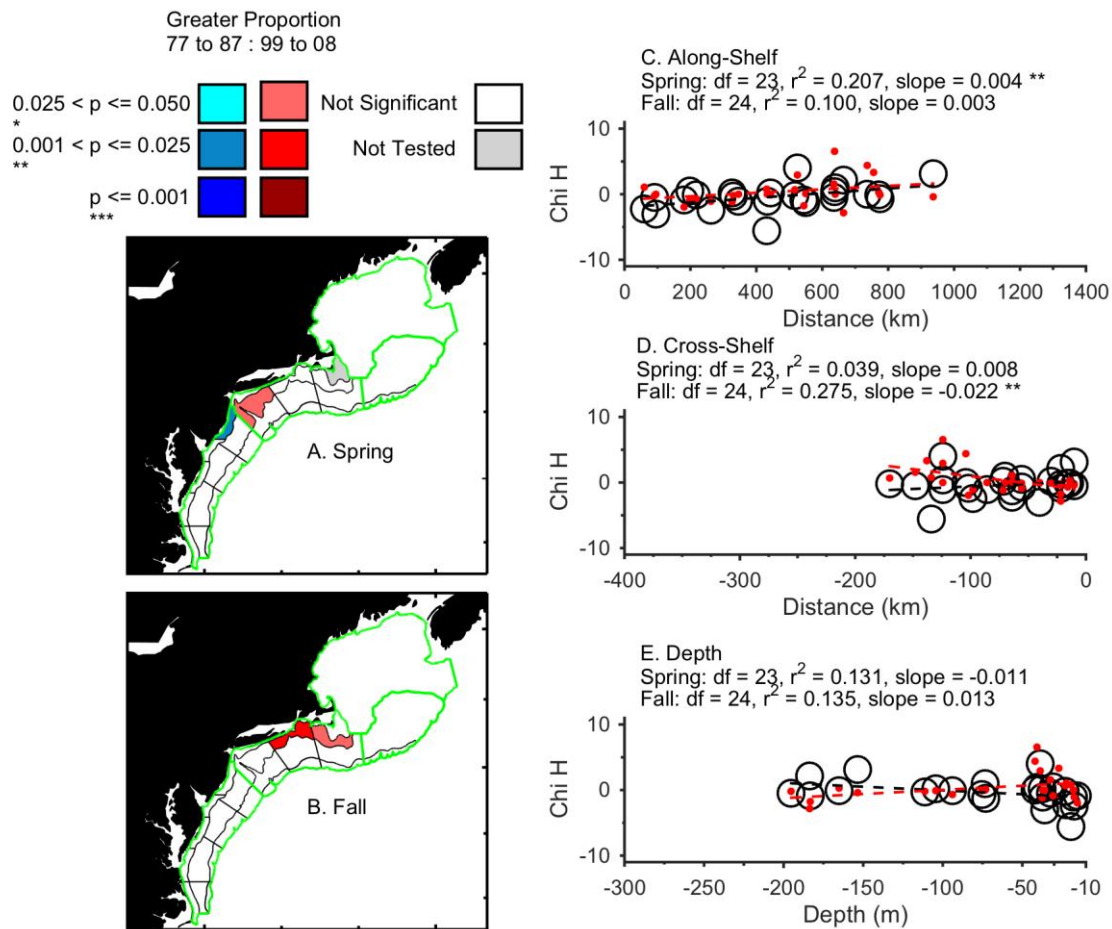 Greater Proportion
77 to 87 : 99 to 08
0.025 < p <= 0.050
*
0.001 < p <= 0.025
**
p <= 0.001
***
Not Significant
Not Tested
A. Spring
B. Fall
C. Along-Shelf
Spring: df = 23, r² = 0.207, slope = 0.004 **
Fall: df = 24, r² = 0.100, slope = 0.003
10
0
-10
Chi H
0 200 400 600 800 1000 1200 1400
Distance (km)
D. Cross-Shelf
Spring: df = 23, r² = 0.039, slope = 0.008
Fall: df = 24, r² = 0.275, slope = -0.022 **
10
0
-10
Chi H
-400 -300 -200 -100 0
Distance (km)
E. Depth
Spring: df = 23, r² = 0.131, slope = -0.011
Fall: df = 24, r² = 0.135, slope = 0.013
10
0
-10
Chi H
-300 -250 -200 -150 -100 -50 -10
Depth (m)